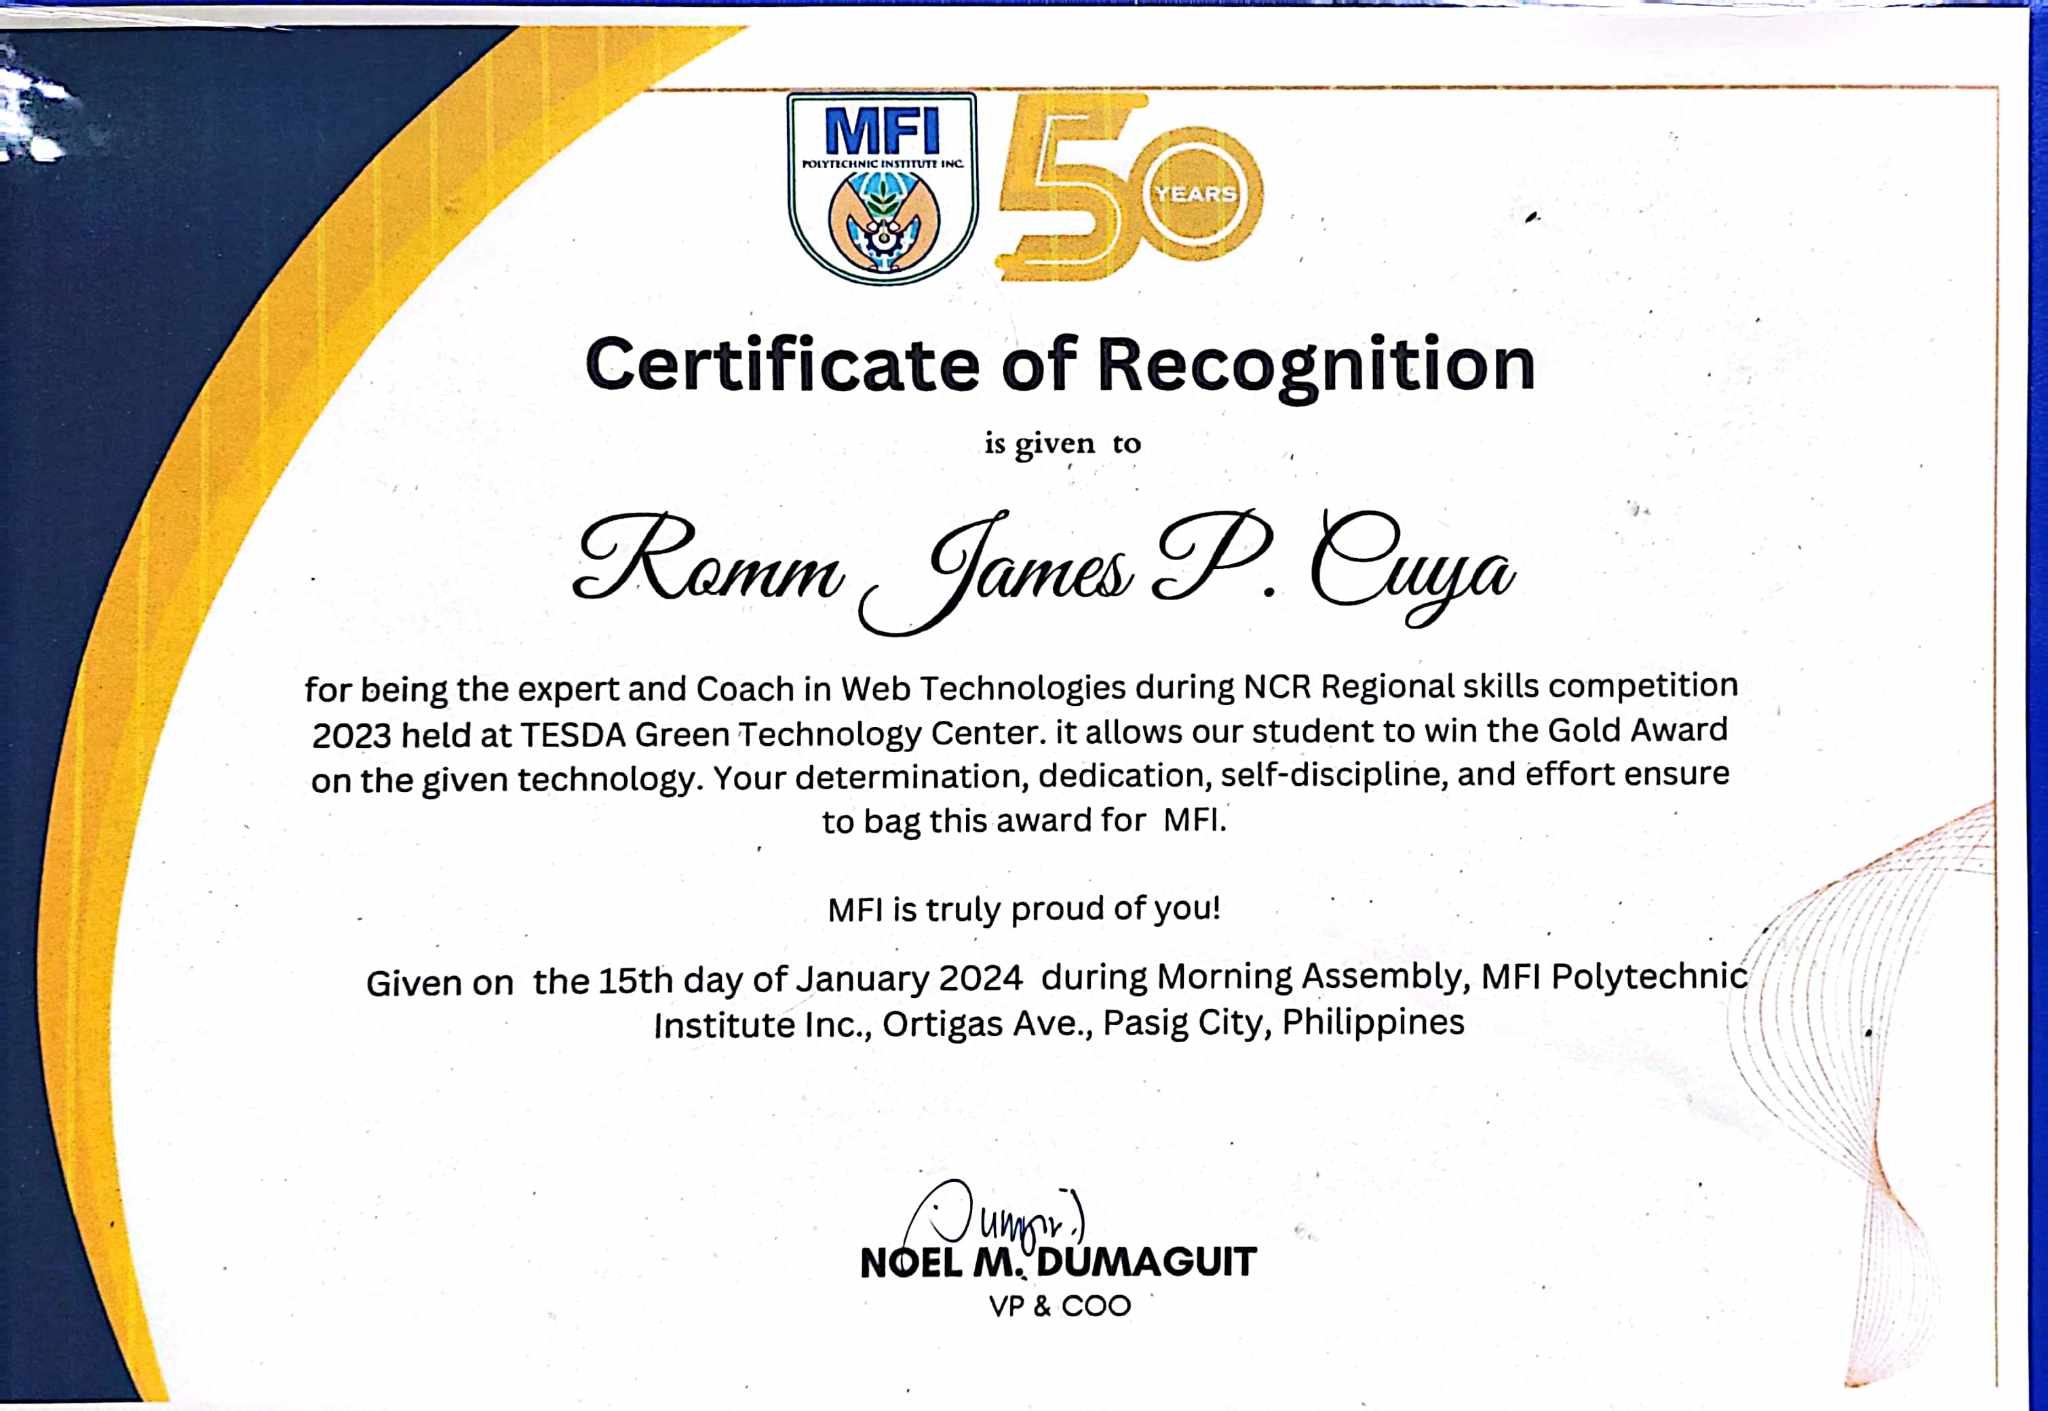 MFI
POLYTECHNIC INSTITUTE INC.
50 YEARS
Certificate of Recognition
is given to
Romm James P. Cuya
for being the expert and Coach in Web Technologies during NCR Regional skills competition
2023 held at TESDA Green Technology Center. it allows our student to win the Gold Award
on the given technology. Your determination, dedication, self-discipline, and effort ensure
to bag this award for MFI.
MFI is truly proud of you!
Given on the 15th day of January 2024 during Morning Assembly, MFI Polytechnic
Institute Inc., Ortigas Ave., Pasig City, Philippines
NOEL M. DUMAGUIT
VP & COO